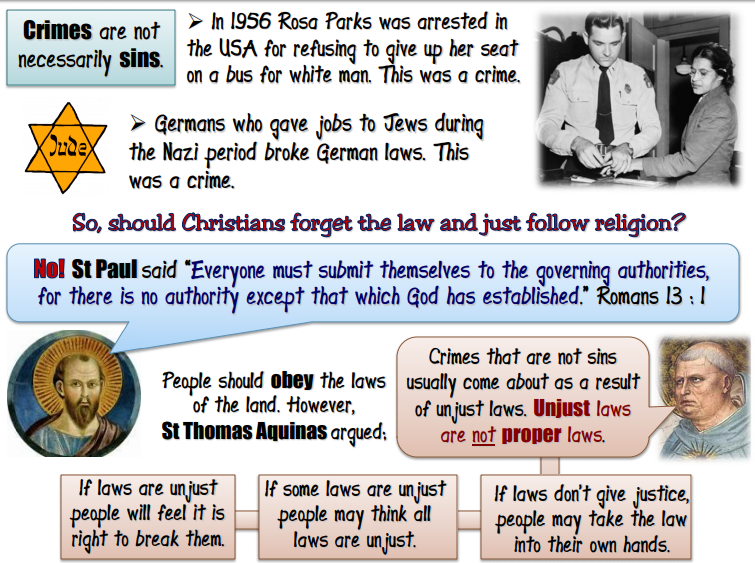 Crimes are not
necessarily sins.
➢ In 1956 Rosa Parks was arrested in
the USA for refusing to give up her seat
on a bus for white man. This was a crime.
Jude
➢ Germans who gave jobs to Jews during
the Nazi period broke German laws. This
was a crime.
So, should Christians forget the law and just follow religion?
No! St Paul said “Everyone must submit themselves to the governing authorities,
for there is no authority except that which God has established.” Romans 13 : 1
People should obey the laws
of the land. However,
St Thomas Aquinas argued;
Crimes that are not sins
usually come about as a result
of unjust laws. Unjust laws
are not proper laws.
If laws are unjust
people will feel it is
right to break them.
If some laws are unjust
people may think all
laws are unjust.
If laws don’t give justice,
people may take the law
into their own hands.